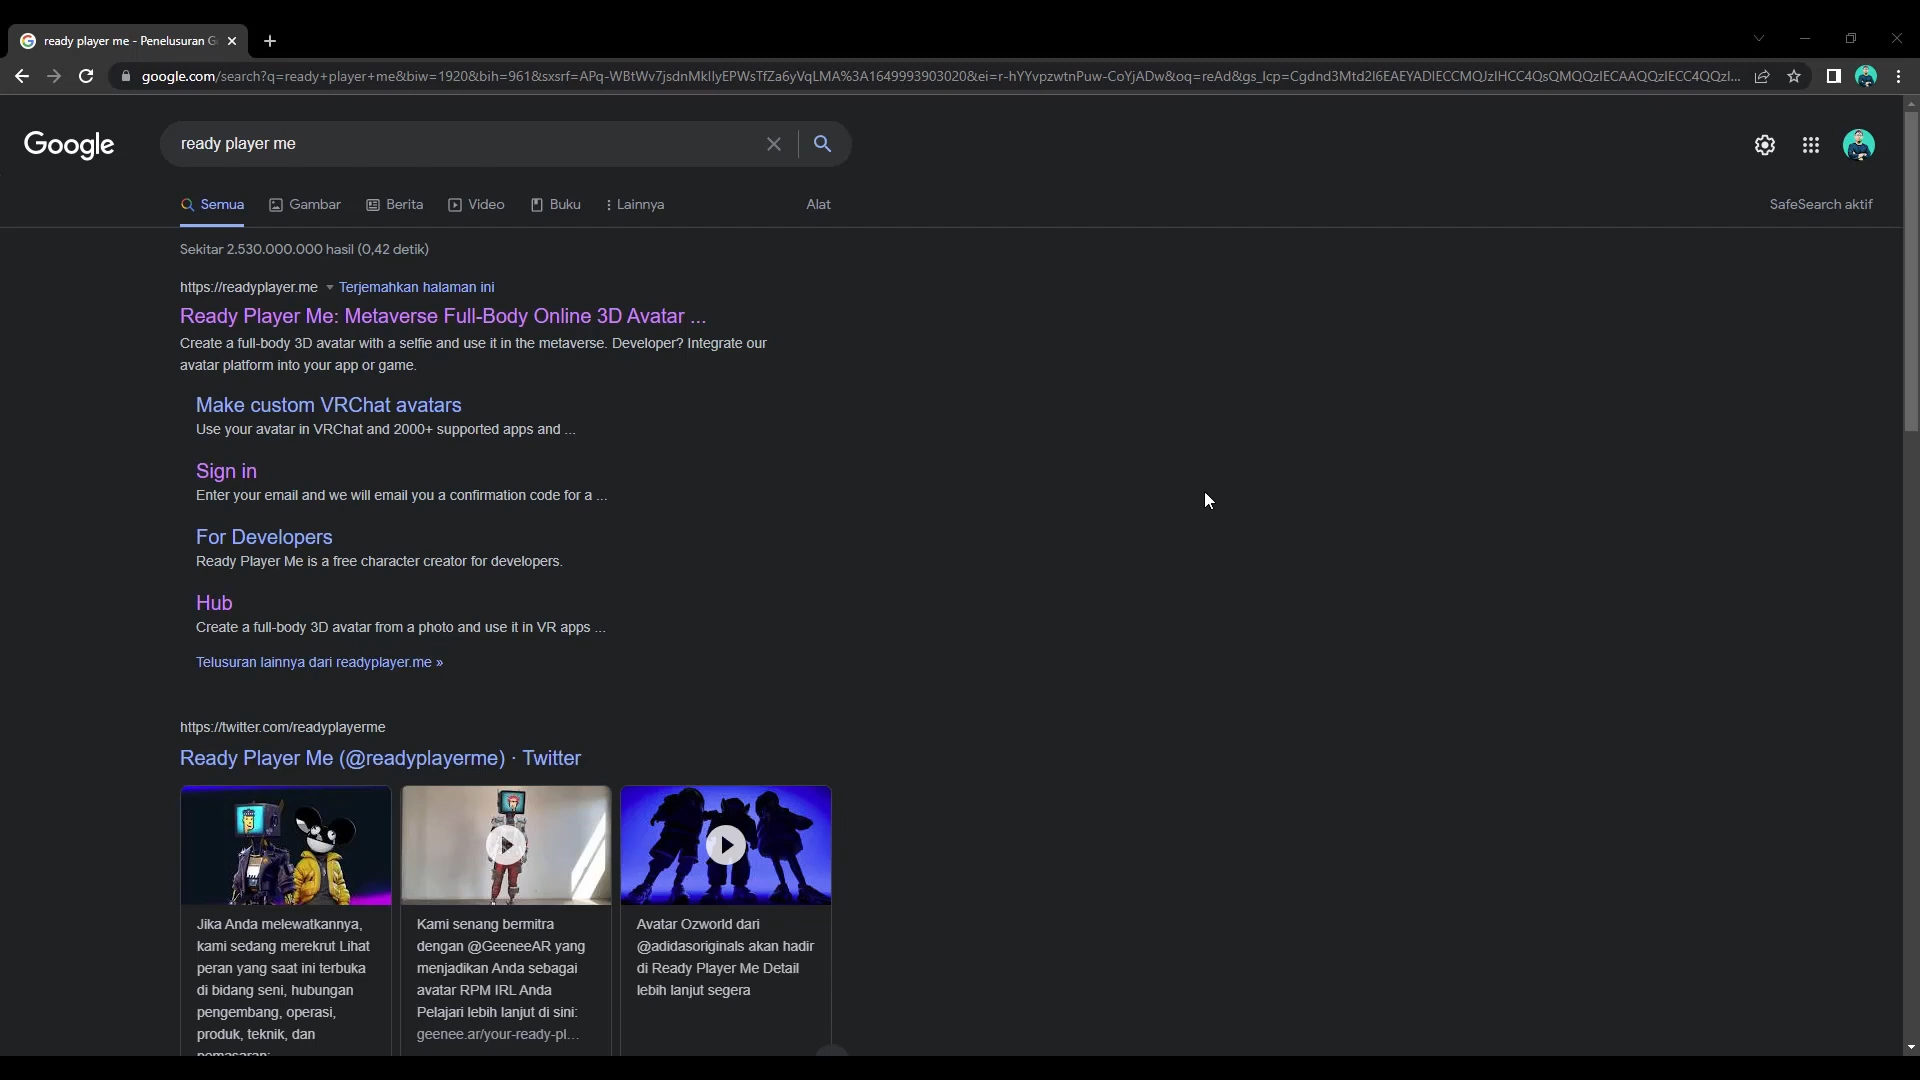 ready player me - Penelusuran G
google.com/search?q=ready+player+me&biw=1920&bih=961&sxsrf=APq-WBtWv7jsdnMkIlyEPWsTfZa6yVqLMA%3A1649993903020&ei=r-hYYvpzwtnPuw-CoYjADw&oq=reAd&gs_lcp=Cgdnd3Mtd2l6EAEYADIECCMQJzIHCC4QsQMQQzIECAAQQzIECC4QQzI...
Google
ready player me
Semua Gambar Berita Video Buku Lainnya Alat SafeSearch aktif
Sekitar 2.530.000.000 hasil (0,42 detik)
https://readyplayer.me Terjemahkan halaman ini
Ready Player Me: Metaverse Full-Body Online 3D Avatar ...
Create a full-body 3D avatar with a selfie and use it in the metaverse. Developer? Integrate our
avatar platform into your app or game.
Make custom VRChat avatars
Use your avatar in VRChat and 2000+ supported apps and ...
Sign in
Enter your email and we will email you a confirmation code for a ...
For Developers
Ready Player Me is a free character creator for developers.
Hub
Create a full-body 3D avatar from a photo and use it in VR apps ...
Telusuran lainnya dari readyplayer.me »
https://twitter.com/readyplayerme
Ready Player Me (@readyplayerme) · Twitter
Jika Anda melewatkannya,
kami sedang merekrut Lihat
peran yang saat ini terbuka
di bidang seni, hubungan
pengembang, operasi,
produk, teknik, dan
pemasaran:
Kami senang bermitra
dengan @GeeneeAR yang
menjadikan Anda sebagai
avatar RPM IRL Anda
Pelajari lebih lanjut di sini:
geenee.ar/your-ready-pl...
Avatar Ozworld dari
@adidasoriginals akan hadir
di Ready Player Me Detail
lebih lanjut segera